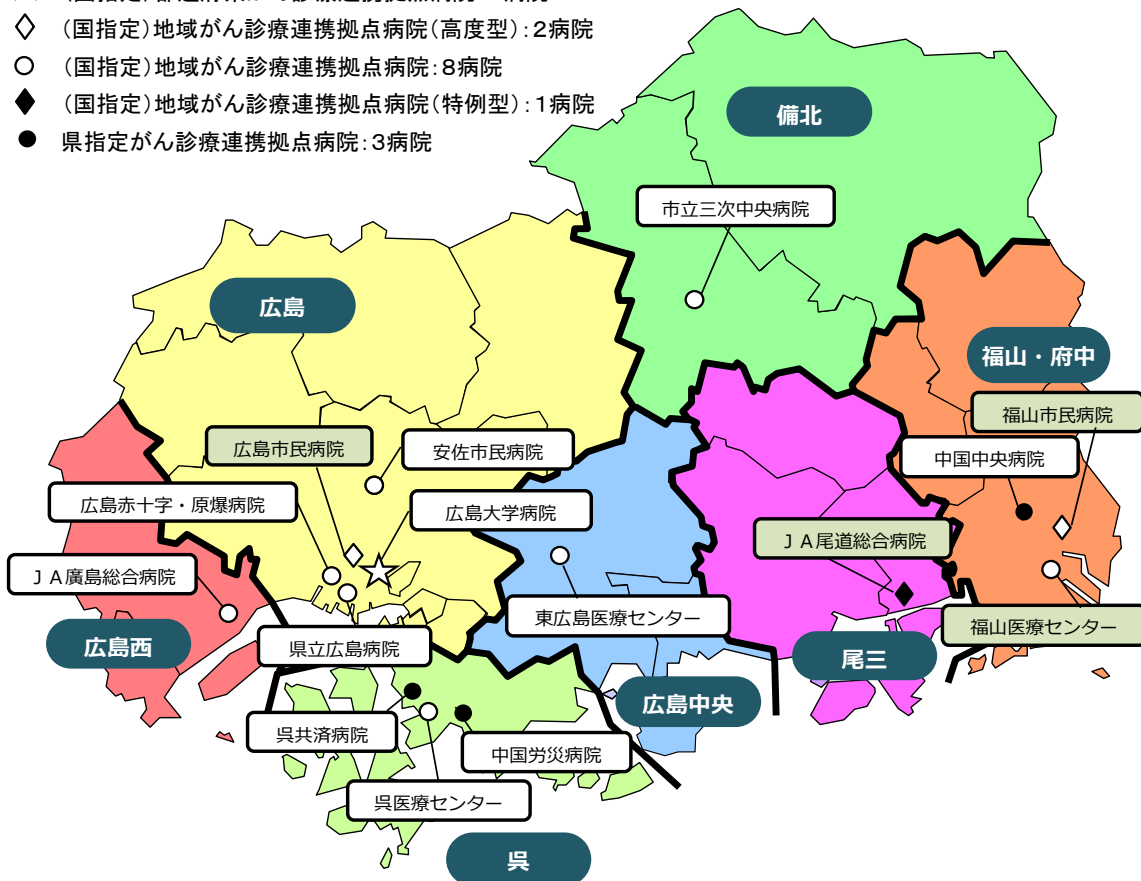 ◇ (国指定)地域がん診療連携拠点病院(高度型):2病院
○ (国指定)地域がん診療連携拠点病院:8病院
◆ (国指定)地域がん診療連携拠点病院(特例型):1病院
● 県指定がん診療連携拠点病院:3病院
備北
市立三次中央病院
広島
福山・府中
福山市民病院
広島市民病院
安佐市民病院
中国中央病院
広島赤十字・原爆病院
広島大学病院
JA尾道総合病院
JA廣島総合病院
東広島医療センター
福山医療センター
広島西
県立広島病院
尾三
広島中央
呉共済病院
中国労災病院
呉医療センター
呉